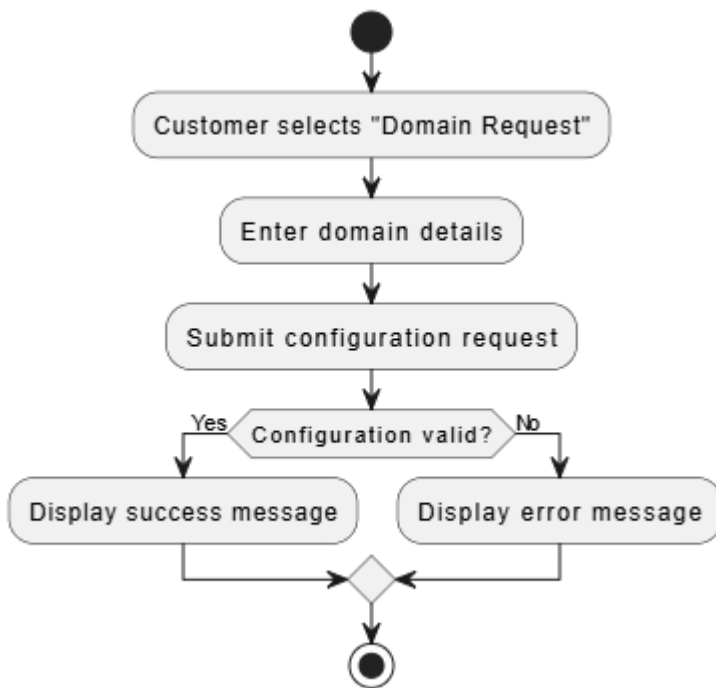 Customer selects "Domain Request"
Enter domain details
Submit configuration request
Yes
Configuration valid?
No
Display success message
Display error message